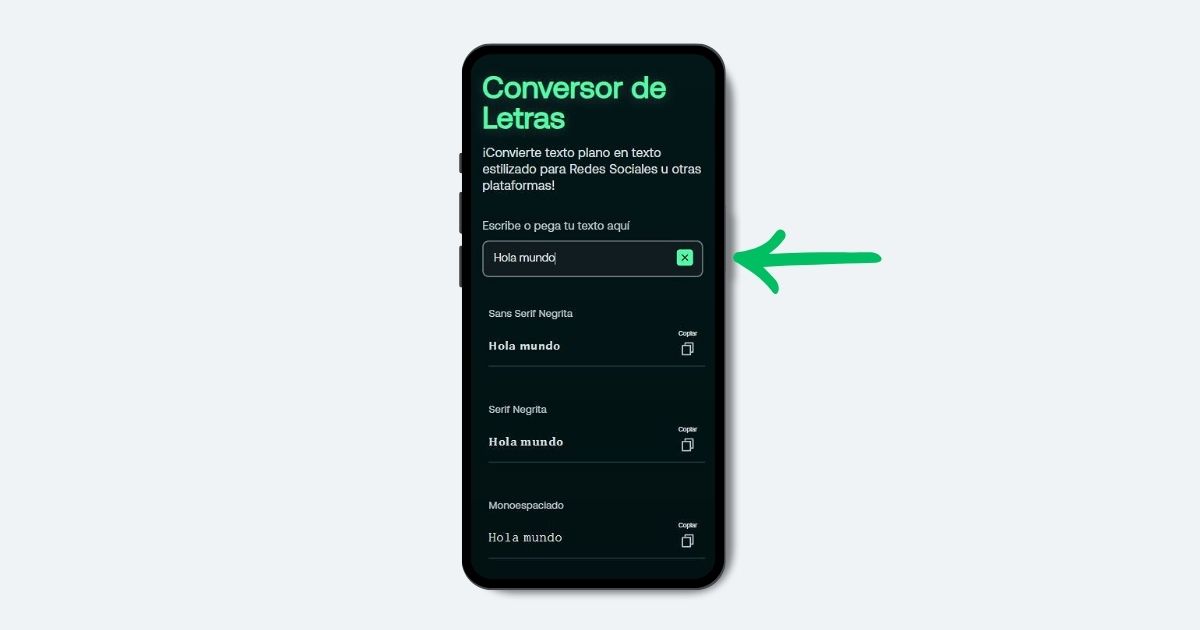 Conversor de
Letras
¡Convierte texto plano en texto
estilizado para Redes Sociales u otras
plataformas!
Escribe o pega tu texto aquí
Hola mundo
Sans Serif Negrita
Copiar
Hola mundo
Serif Negrita
Copiar
Hola mundo
Monoespaciado
Copiar
Hola mundo